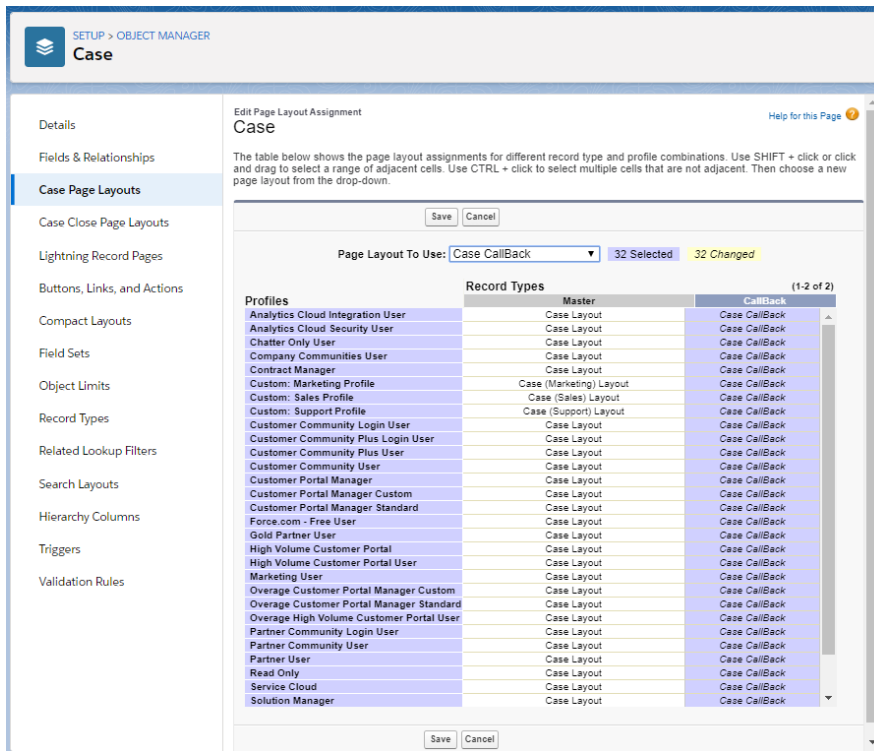 SETUP > OBJECT MANAGER
Case
Details
Fields & Relationships
Case Page Layouts
Case Close Page Layouts
Lightning Record Pages
Buttons, Links, and Actions
Compact Layouts
Field Sets
Object Limits
Record Types
Related Lookup Filters
Search Layouts
Hierarchy Columns
Triggers
Validation Rules
Edit Page Layout Assignment
Case
Help for this Page ?
The table below shows the page layout assignments for different record type and profile combinations. Use SHIFT + click or click
and drag to select a range of adjacent cells. Use CTRL + click to select multiple cells that are not adjacent. Then choose a new
page layout from the drop-down.
Save Cancel
Page Layout To Use: Case CallBack 32 Selected 32 Changed
Record Types (1-2 of 2)
Profiles Master CallBack
Analytics Cloud Integration User Case Layout Case CallBack
Analytics Cloud Security User Case Layout Case CallBack
Chatter Only User Case Layout Case CallBack
Company Communities User Case Layout Case CallBack
Contract Manager Case Layout Case CallBack
Custom: Marketing Profile Case (Marketing) Layout Case CallBack
Custom: Sales Profile Case (Sales) Layout Case CallBack
Custom: Support Profile Case (Support) Layout Case CallBack
Customer Community Login User Case Layout Case CallBack
Customer Community Plus Login User Case Layout Case CallBack
Customer Community Plus User Case Layout Case CallBack
Customer Community User Case Layout Case CallBack
Customer Portal Manager Case Layout Case CallBack
Customer Portal Manager Custom Case Layout Case CallBack
Customer Portal Manager Standard Case Layout Case CallBack
Force.com - Free User Case Layout Case CallBack
Gold Partner User Case Layout Case CallBack
High Volume Customer Portal Case Layout Case CallBack
High Volume Customer Portal User Case Layout Case CallBack
Marketing User Case Layout Case CallBack
Overage Customer Portal Manager Custom Case Layout Case CallBack
Overage Customer Portal Manager Standard Case Layout Case CallBack
Overage High Volume Customer Portal User Case Layout Case CallBack
Partner Community Login User Case Layout Case CallBack
Partner Community User Case Layout Case CallBack
Partner User Case Layout Case CallBack
Read Only Case Layout Case CallBack
Service Cloud Case Layout Case CallBack
Solution Manager Case Layout Case CallBack
Save Cancel